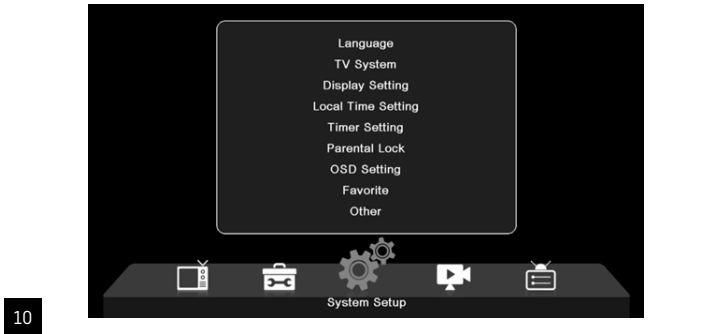 Language
TV System
Display Setting
Local Time Setting
Timer Setting
Parental Lock
OSD Setting
Favorite
Other
System Setup
10